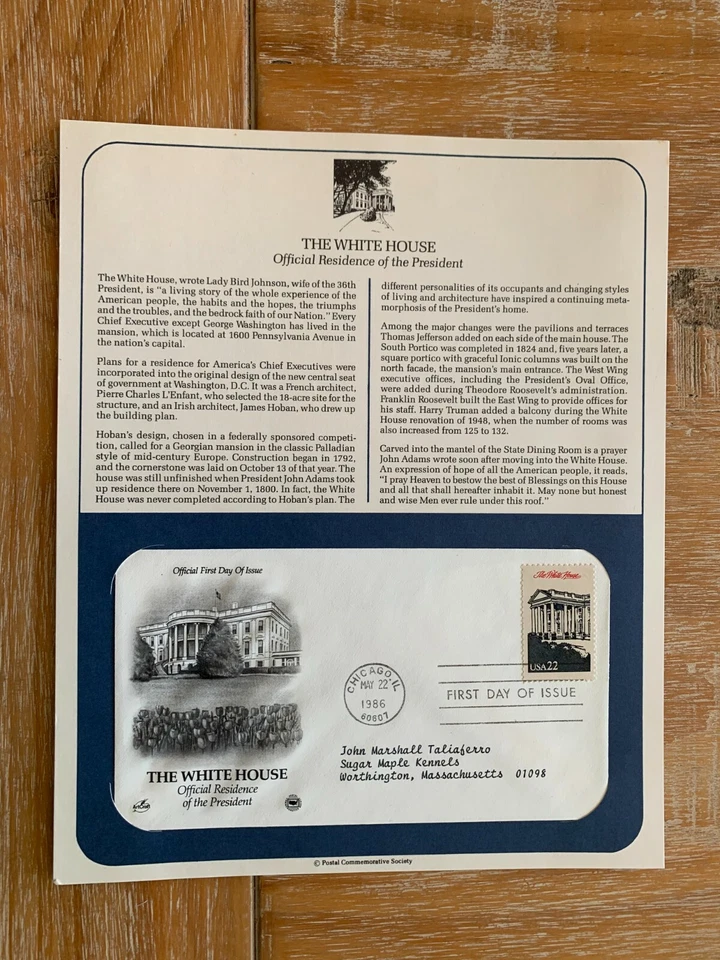 THE WHITE HOUSE
Official Residence of the President
The White House, wrote Lady Bird Johnson, wife of the 36th
President, is “a living story of the whole experience of the
American people, the habits and the hopes, the triumphs
and the troubles, and the bedrock faith of our Nation.” Every
Chief Executive except George Washington has lived in the
mansion, which is located at 1600 Pennsylvania Avenue in
the nation's capital.
Plans for a residence for America's Chief Executives were
incorporated into the original design of the new central seat
of government at Washington, D.C. It was a French architect,
Pierre Charles L'Enfant, who selected the 18-acre site for the
structure, and an Irish architect, James Hoban, who drew up
the building plan.
Hoban's design, chosen in a federally sponsored competi-
tion, called for a Georgian mansion in the classic Palladian
style of mid-century Europe. Construction began in 1792,
and the cornerstone was laid on October 13 of that year. The
house was still unfinished when President John Adams took
up residence there on November 1, 1800. In fact, the White
House was never completed according to Hoban's plan. The
different personalities of its occupants and changing styles
of living and architecture have inspired a continuing meta-
morphosis of the President's home.
Among the major changes were the pavilions and terraces
Thomas Jefferson added on each side of the main house. The
South Portico was completed in 1824 and, five years later, a
square portico with graceful Ionic columns was built on the
north facade, the mansion's main entrance. The West Wing
executive offices, including the President's Oval Office,
were added during Theodore Roosevelt's administration.
Franklin Roosevelt built the East Wing to provide offices for
his staff. Harry Truman added a balcony during the White
House renovation of 1948, when the number of rooms was
also increased from 125 to 132.
Carved into the mantel of the State Dining Room is a prayer
John Adams wrote soon after moving into the White House.
An expression of hope of all the American people, it reads,
“I pray Heaven to bestow the best of Blessings on this House
and all that shall hereafter inhabit it. May none but honest
and wise Men ever rule under this roof.”
Official First Day Of Issue
The White House
USA 22
CHICAGO, IL
MAY 22
1986
60607
FIRST DAY OF ISSUE
John Marshall Taliaferro
Sugar Maple Kennels
Worthington, Massachusetts 01098
THE WHITE HOUSE
Official Residence
of the President
© Postal Commemorative Society